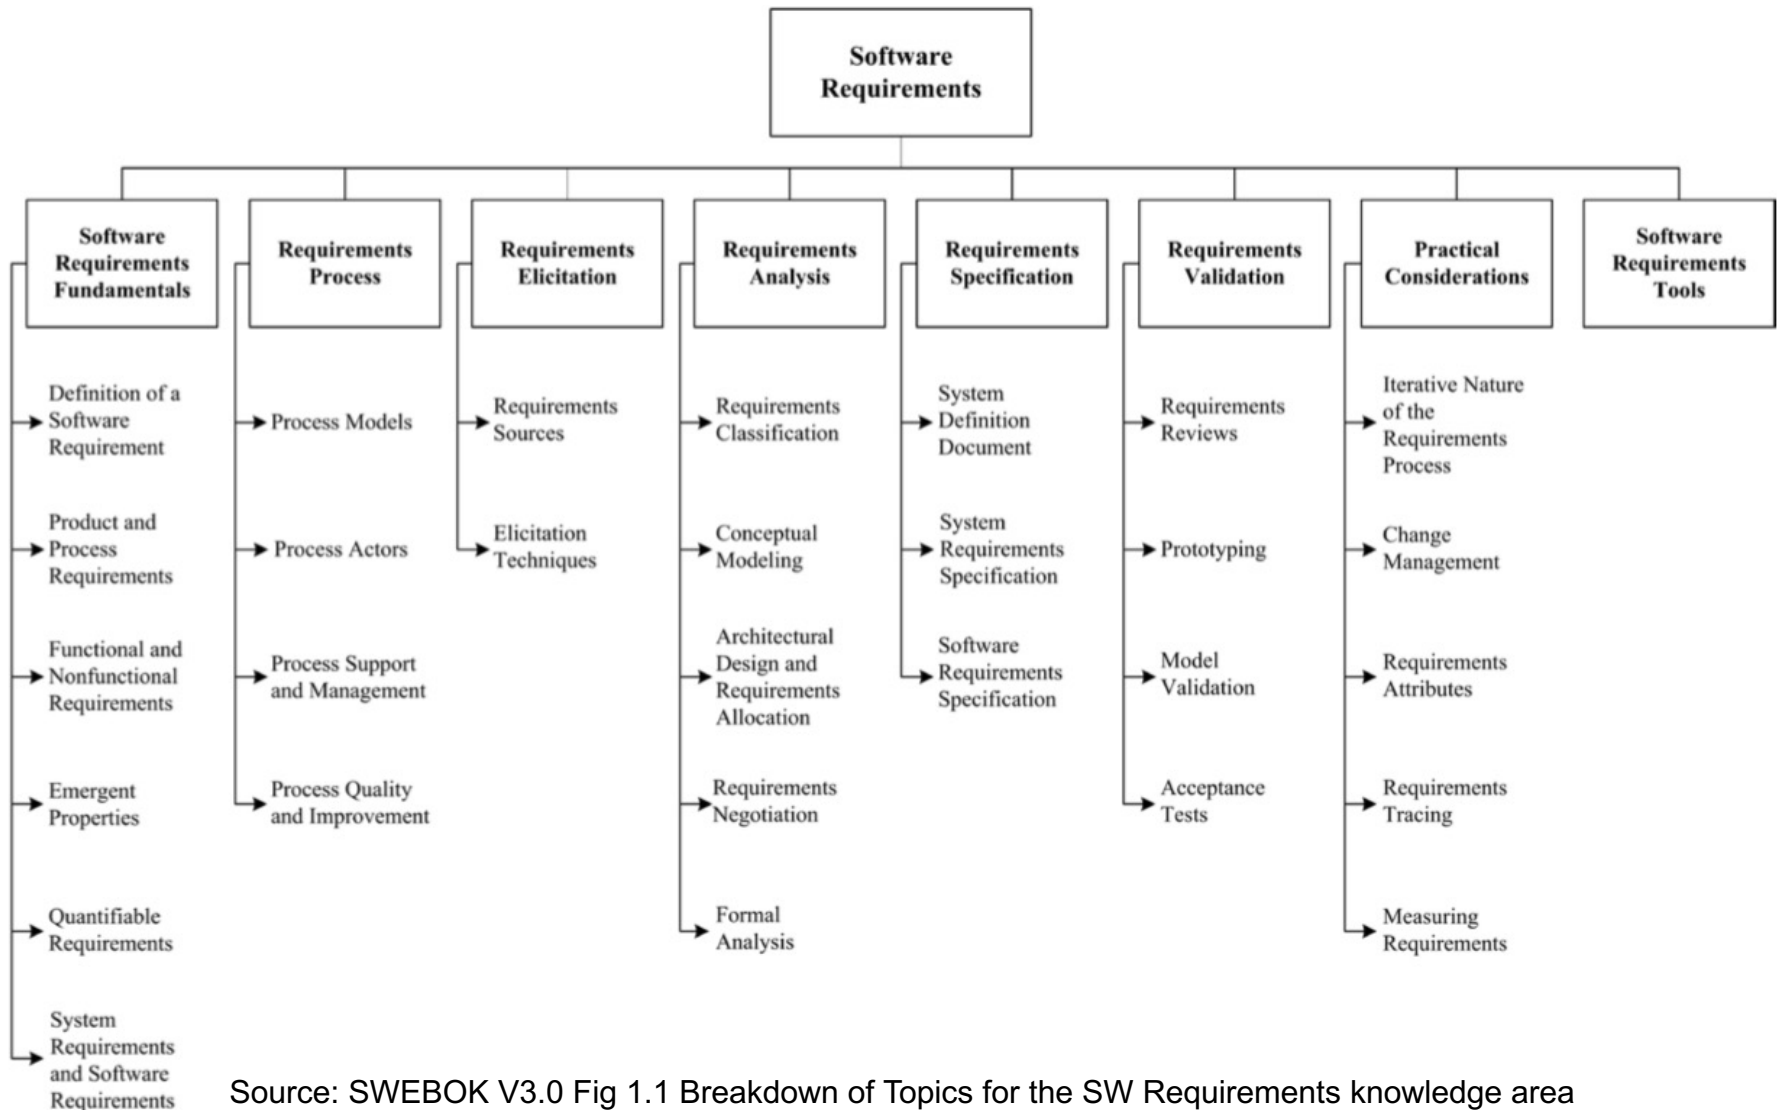 Software
Requirements
Software
Requirements
Fundamentals
Definition of a
Software
Requirement
Product and
Process
Requirements
Functional and
Nonfunctional
Requirements
Emergent
Properties
Quantifiable
Requirements
System
Requirements
and Software
Requirements
Requirements
Process
Process Models
Process Actors
Process Support
and Management
Process Quality
and Improvement
Requirements
Elicitation
Requirements
Sources
Elicitation
Techniques
Requirements
Analysis
Requirements
Classification
Conceptual
Modeling
Architectural
Design and
Requirements
Allocation
Requirements
Negotiation
Formal
Analysis
Requirements
Specification
System
Definition
Document
System
Requirements
Specification
Software
Requirements
Specification
Requirements
Validation
Requirements
Reviews
Prototyping
Model
Validation
Acceptance
Tests
Practical
Considerations
Iterative Nature
of the
Requirements
Process
Change
Management
Requirements
Attributes
Requirements
Tracing
Measuring
Requirements
Software
Requirements
Tools
Source: SWEBOK V3.0 Fig 1.1 Breakdown of Topics for the SW Requirements knowledge area